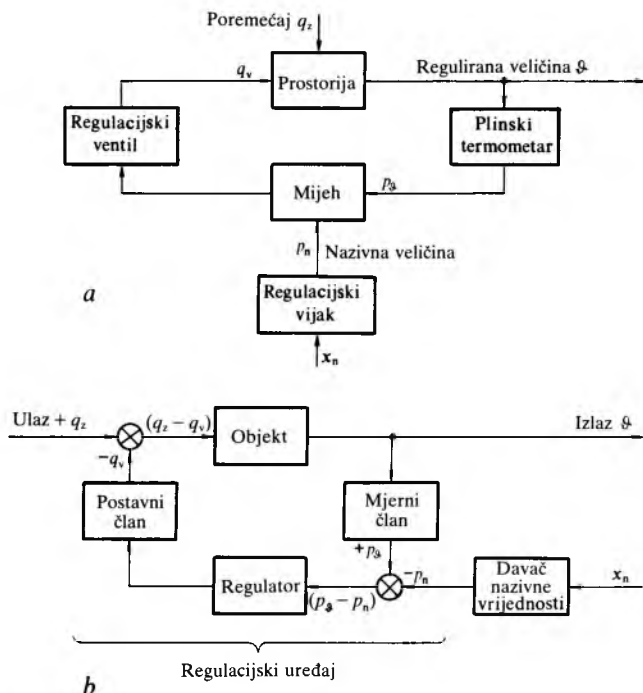 Poremećaj q_z
q_v
Prostorija
Regulirana veličina ϑ
Regulacijski
ventil
Plinski
termometar
Mijeh
p_ϑ
p_n
Nazivna veličina
a
Regulacijski
vijak
x_n
Ulaz + q_z
(q_z − q_v)
Objekt
Izlaz ϑ
−q_v
Postavni
član
Mjerni
član
+p_ϑ
Regulator
(p_ϑ − p_n)
−p_n
Davač
nazivne
vrijednosti
x_n
Regulacijski uređaj
b